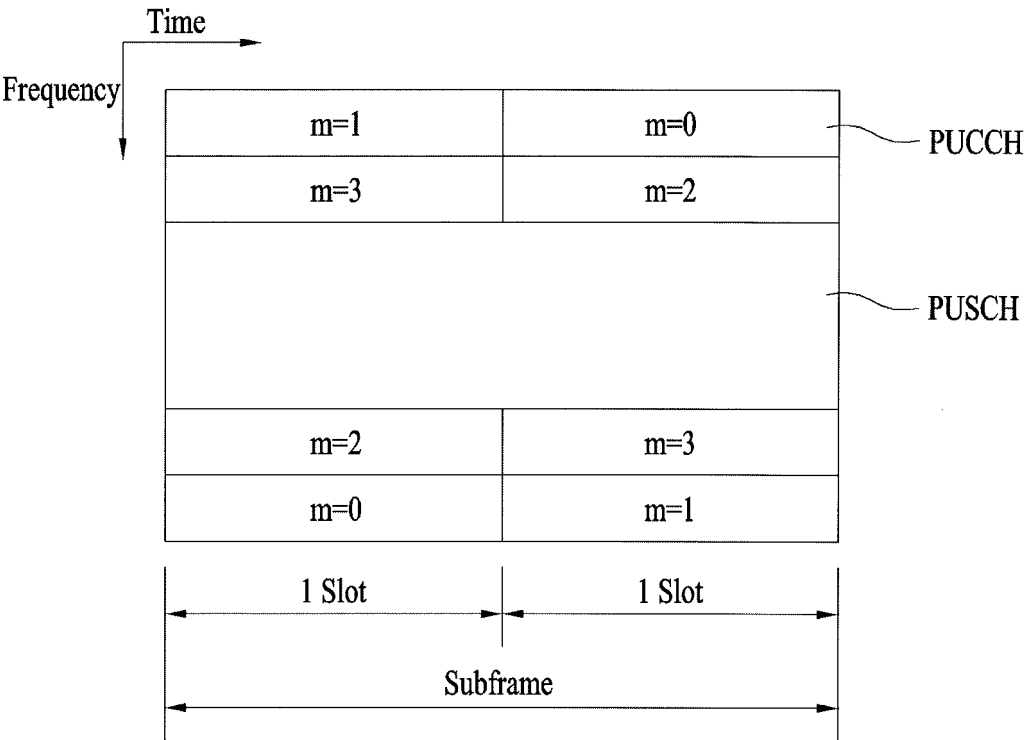 Time
Frequency
m=1 m=0
PUCCH
m=3 m=2
PUSCH
m=2 m=3
m=0 m=1
1 Slot 1 Slot
Subframe